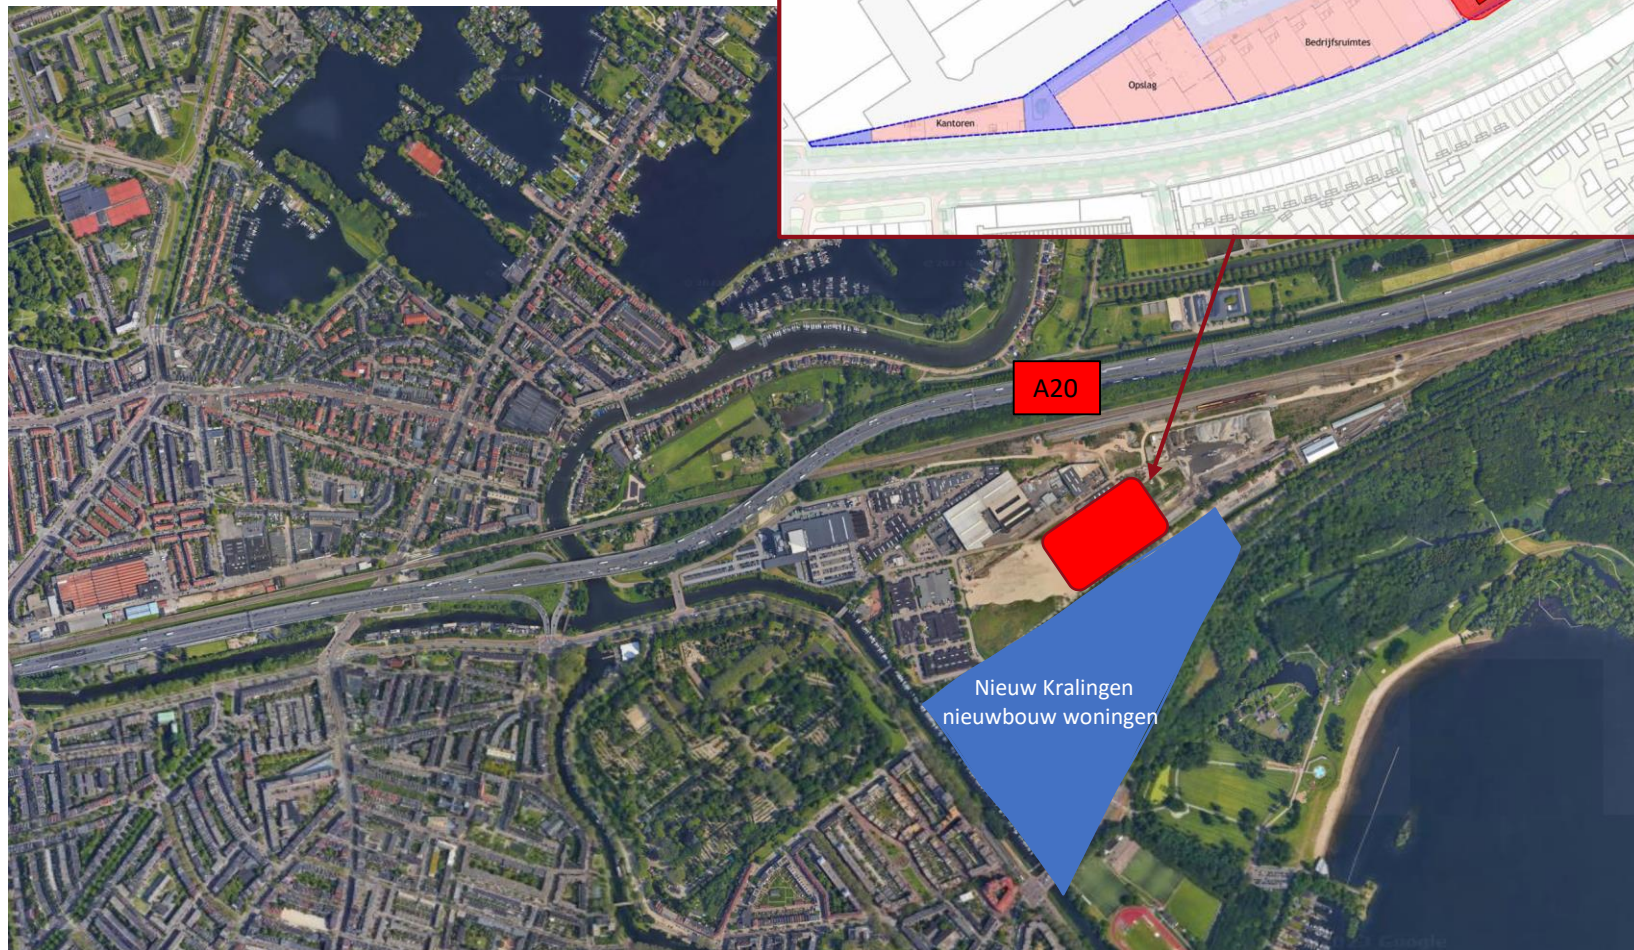 Bedrijfsruimtes
Opslag
Kantoren
A20
Nieuw Kralingen
nieuwbouw woningen